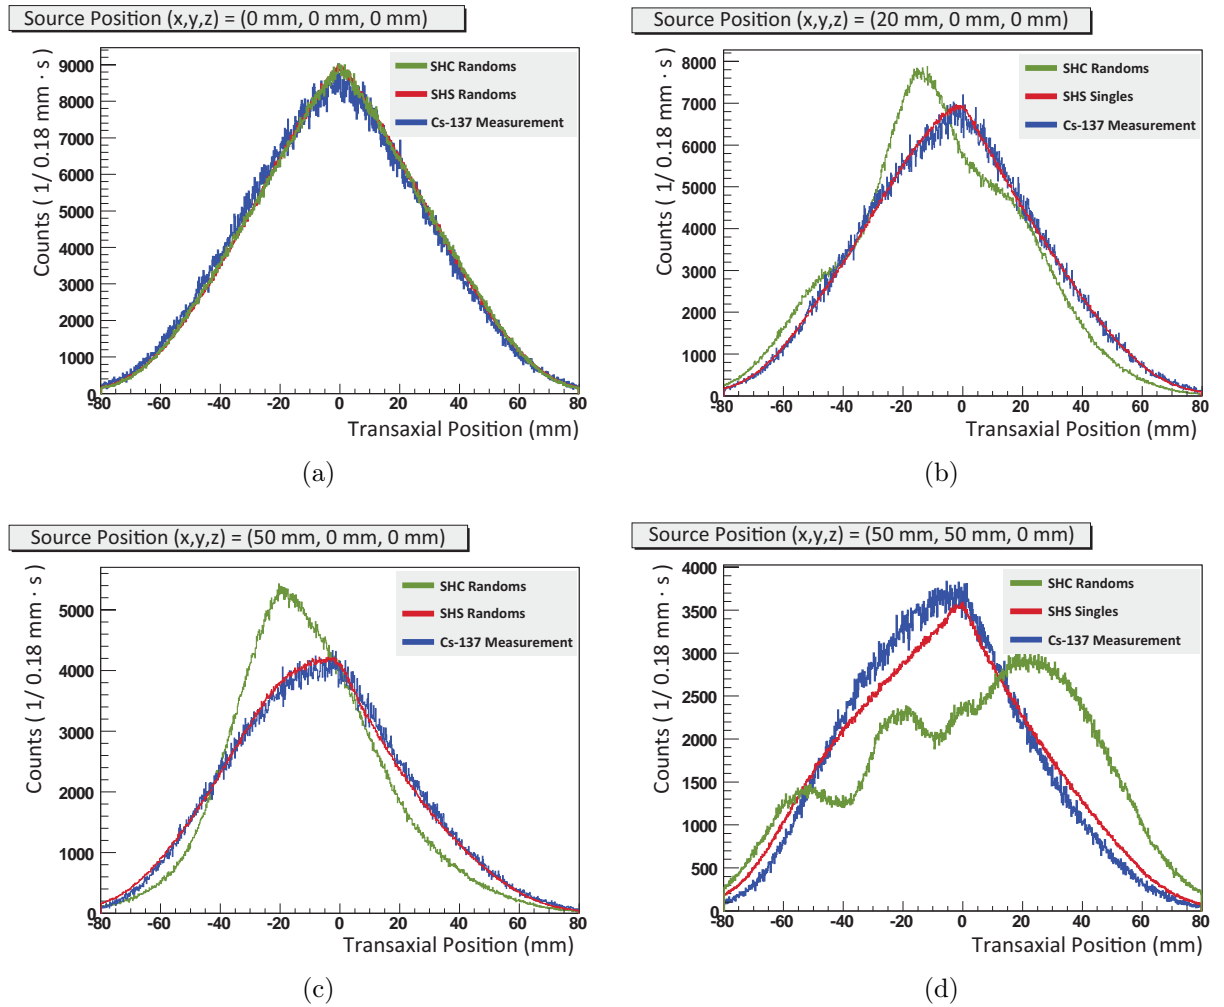 Source Position (x,y,z) = (0 mm, 0 mm, 0 mm)
Counts ( 1/ 0.18 mm · s )
9000
8000
7000
6000
5000
4000
3000
2000
1000
0
SHC Randoms
SHS Randoms
Cs-137 Measurement
-80 -60 -40 -20 0 20 40 60 80
Transaxial Position (mm)
(a)
Source Position (x,y,z) = (20 mm, 0 mm, 0 mm)
Counts ( 1/ 0.18 mm · s )
8000
7000
6000
5000
4000
3000
2000
1000
0
SHC Randoms
SHS Singles
Cs-137 Measurement
-80 -60 -40 -20 0 20 40 60 80
Transaxial Position (mm)
(b)
Source Position (x,y,z) = (50 mm, 0 mm, 0 mm)
Counts ( 1/ 0.18 mm · s )
5000
4000
3000
2000
1000
0
SHC Randoms
SHS Randoms
Cs-137 Measurement
-80 -60 -40 -20 0 20 40 60 80
Transaxial Position (mm)
(c)
Source Position (x,y,z) = (50 mm, 50 mm, 0 mm)
Counts ( 1/ 0.18 mm · s )
4000
3500
3000
2500
2000
1500
1000
500
0
SHC Randoms
SHS Singles
Cs-137 Measurement
-80 -60 -40 -20 0 20 40 60 80
Transaxial Position (mm)
(d)